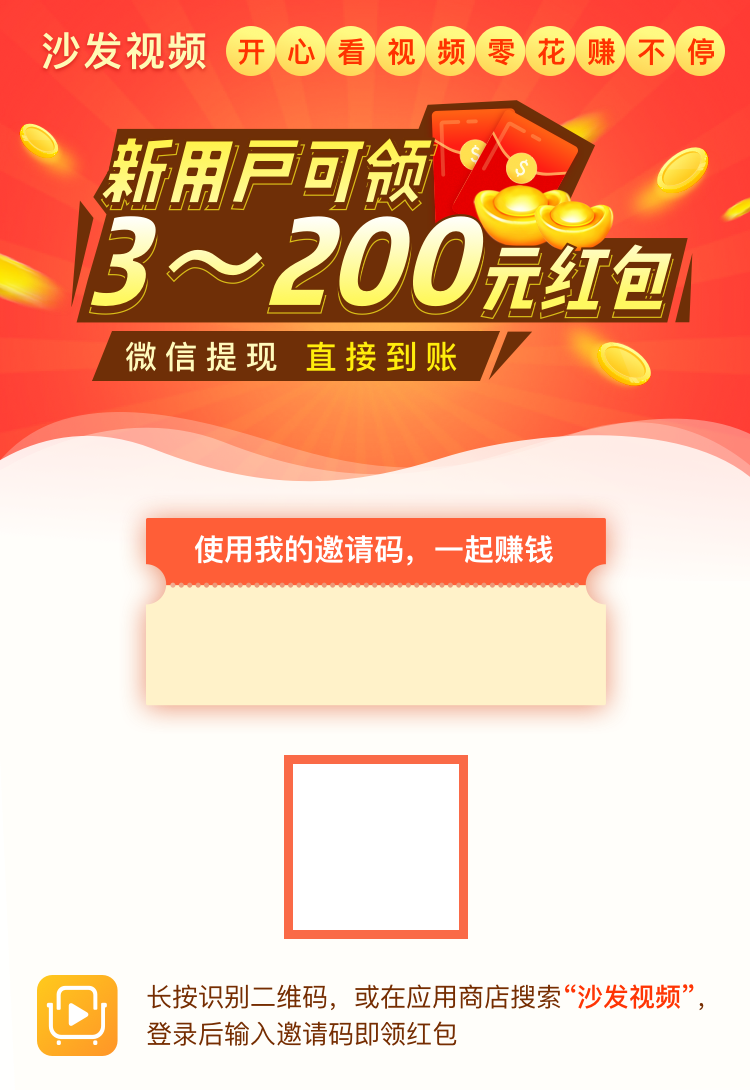 沙发视频 开心看视频零花赚不停
新用户可领
3～200元红包
微信提现 直接到账
使用我的邀请码，一起赚钱
长按识别二维码，或在应用商店搜索“沙发视频”，
登录后输入邀请码即领红包